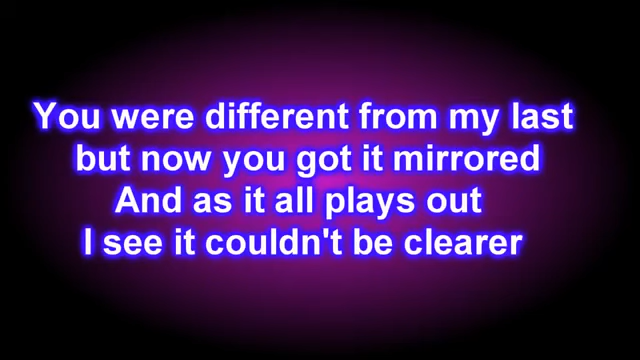 You were different from my last
but now you got it mirrored
And as it all plays out
I see it couldn't be clearer